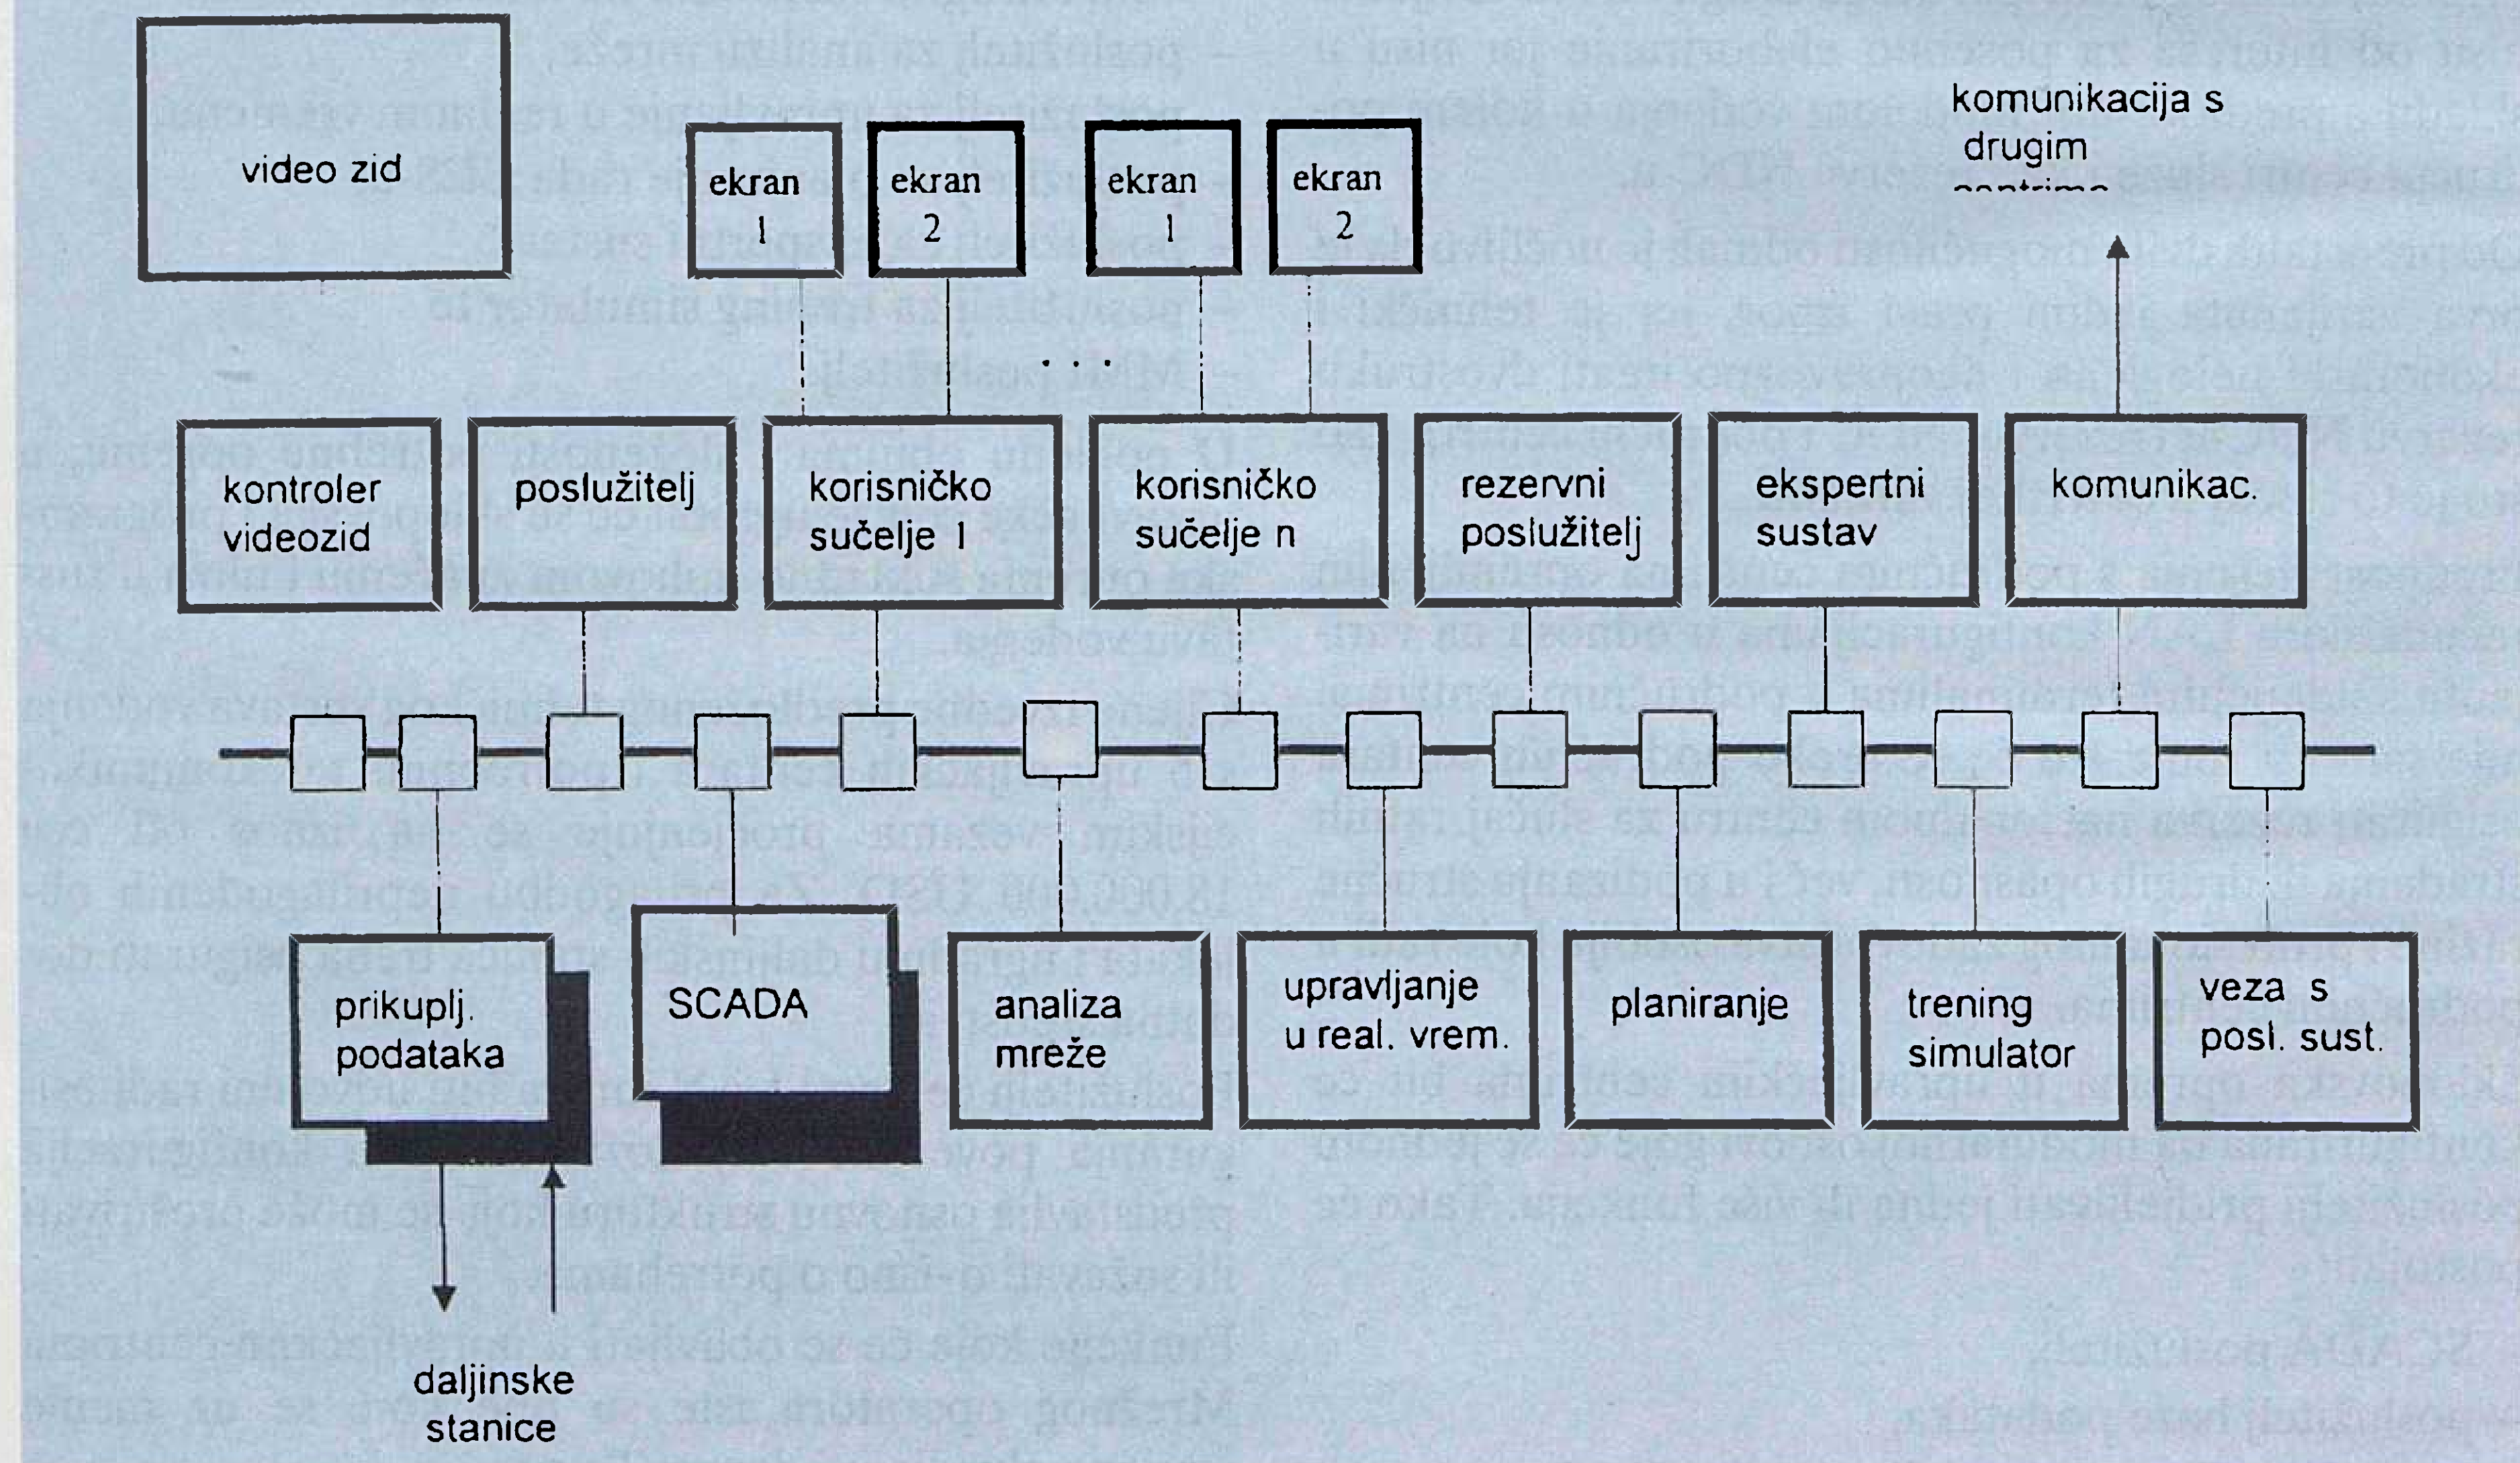 video zid
ekran
1
ekran
2
ekran
1
ekran
2
komunikacija s
drugim
. . .
kontroler
videozid
poslužitelj
korisničko
sučelje 1
korisničko
sučelje n
rezervni
poslužitelj
ekspertni
sustav
komunikac.
prikuplj.
podataka
SCADA
analiza
mreže
upravljanje
u real. vrem.
planiranje
trening
simulator
veza s
posl. sust.
daljinske
stanice